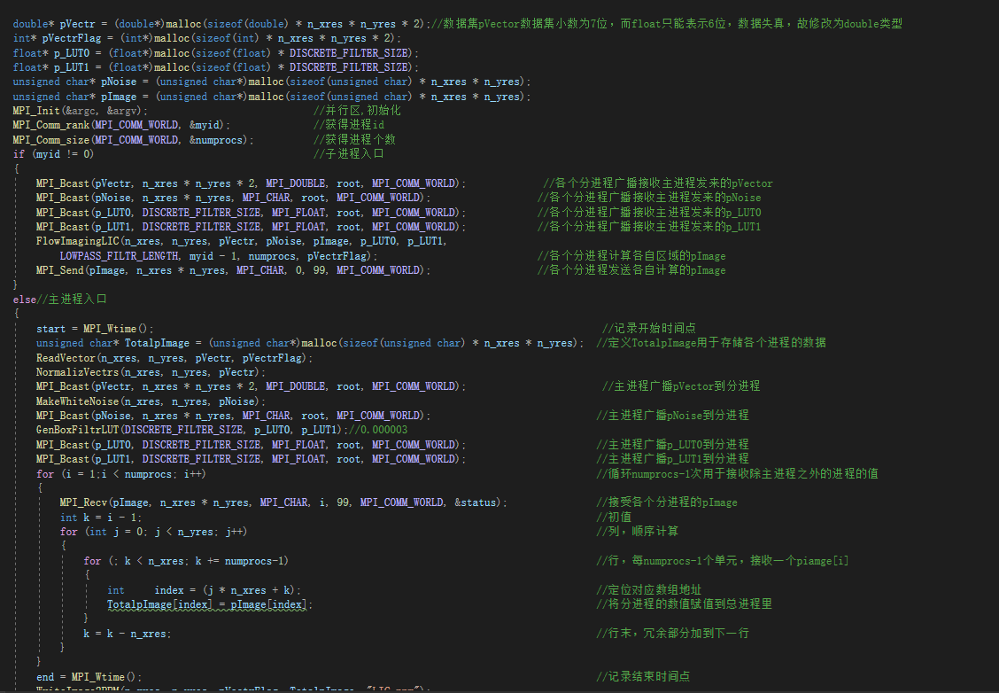 double* pVectr = (double*)malloc(sizeof(double) * n_xres * n_yres * 2);//数据集pVector数据集小数为7位，而float只能表示6位，数据失真，故修改为double类型
int* pVectrFlag = (int*)malloc(sizeof(int) * n_xres * n_yres * 2);
float* p_LUT0 = (float*)malloc(sizeof(float) * DISCRETE_FILTER_SIZE);
float* p_LUT1 = (float*)malloc(sizeof(float) * DISCRETE_FILTER_SIZE);
unsigned char* pNoise = (unsigned char*)malloc(sizeof(unsigned char) * n_xres * n_yres);
unsigned char* pImage = (unsigned char*)malloc(sizeof(unsigned char) * n_xres * n_yres);
MPI_Init(&argc, &argv); //并行区,初始化
MPI_Comm_rank(MPI_COMM_WORLD, &myid); //获得进程id
MPI_Comm_size(MPI_COMM_WORLD, &numprocs); //获得进程个数
if (myid != 0) //子进程入口
{
MPI_Bcast(pVectr, n_xres * n_yres * 2, MPI_DOUBLE, root, MPI_COMM_WORLD); //各个分进程广播接收主进程发来的pVector
MPI_Bcast(pNoise, n_xres * n_yres, MPI_CHAR, root, MPI_COMM_WORLD); //各个分进程广播接收主进程发来的pNoise
MPI_Bcast(p_LUT0, DISCRETE_FILTER_SIZE, MPI_FLOAT, root, MPI_COMM_WORLD); //各个分进程广播接收主进程发来的p_LUT0
MPI_Bcast(p_LUT1, DISCRETE_FILTER_SIZE, MPI_FLOAT, root, MPI_COMM_WORLD); //各个分进程广播接收主进程发来的p_LUT1
FlowImagingLIC(n_xres, n_yres, pVectr, pNoise, pImage, p_LUT0, p_LUT1,
LOWPASS_FILTR_LENGTH, myid - 1, numprocs, pVectrFlag); //各个分进程计算各自区域的pImage
MPI_Send(pImage, n_xres * n_yres, MPI_CHAR, 0, 99, MPI_COMM_WORLD); //各个分进程发送各自计算的pImage
}
else//主进程入口
{
start = MPI_Wtime(); //记录开始时间点
unsigned char* TotalpImage = (unsigned char*)malloc(sizeof(unsigned char) * n_xres * n_yres); //定义TotalpImage用于存储各个进程的数据
ReadVector(n_xres, n_yres, pVectr, pVectrFlag);
NormalizVectrs(n_xres, n_yres, pVectr);
MPI_Bcast(pVectr, n_xres * n_yres * 2, MPI_DOUBLE, root, MPI_COMM_WORLD); //主进程广播pVector到分进程
MakeWhiteNoise(n_xres, n_yres, pNoise);
MPI_Bcast(pNoise, n_xres * n_yres, MPI_CHAR, root, MPI_COMM_WORLD); //主进程广播pNoise到分进程
GenBoxFiltrLUT(DISCRETE_FILTER_SIZE, p_LUT0, p_LUT1);//0.000003
MPI_Bcast(p_LUT0, DISCRETE_FILTER_SIZE, MPI_FLOAT, root, MPI_COMM_WORLD); //主进程广播p_LUT0到分进程
MPI_Bcast(p_LUT1, DISCRETE_FILTER_SIZE, MPI_FLOAT, root, MPI_COMM_WORLD); //主进程广播p_LUT1到分进程
for (i = 1;i < numprocs; i++) //循环numprocs-1次用于接收除主进程之外的进程的值
{
MPI_Recv(pImage, n_xres * n_yres, MPI_CHAR, i, 99, MPI_COMM_WORLD, &status); //接受各个分进程的pImage
int k = i - 1; //初值
for (int j = 0; j < n_yres; j++) //列，顺序计算
{
for (; k < n_xres; k += numprocs-1) //行，每numprocs-1个单元，接收一个piamge[i]
{
int index = (j * n_xres + k); //定位对应数组地址
TotalpImage[index] = pImage[index]; //将分进程的数值赋值到总进程里
}
k = k - n_xres; //行末，冗余部分加到下一行
}
}
end = MPI_Wtime(); //记录结束时间点